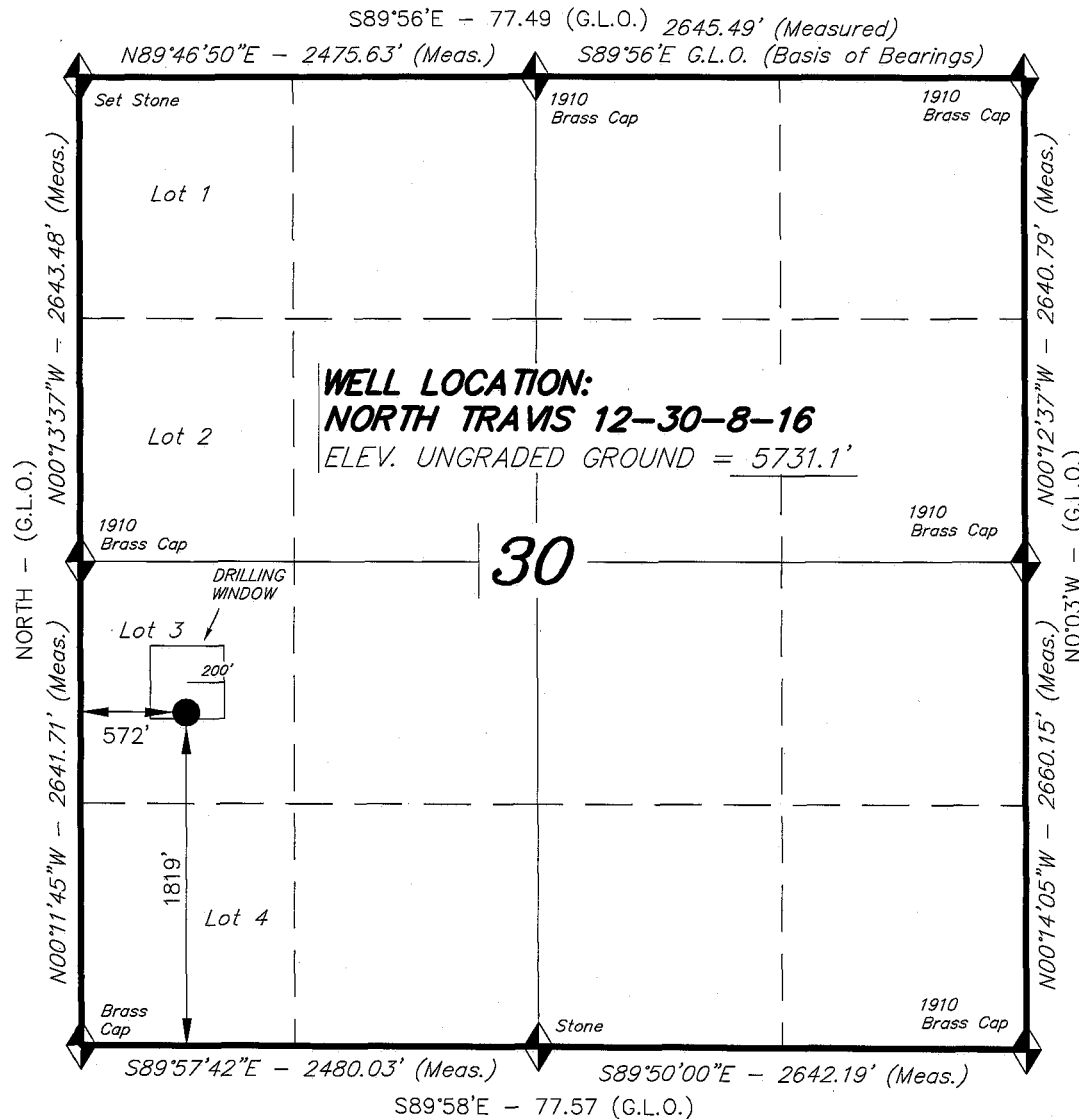 S89°56'E - 77.49 (G.L.O.)
2645.49' (Measured)
N89°46'50"E - 2475.63' (Meas.)
S89°56'E G.L.O. (Basis of Bearings)
Set Stone
1910
Brass Cap
1910
Brass Cap
Lot 1
N00°13'37"W - 2643.48' (Meas.)
N00°12'37"W - 2640.79' (Meas.)
WELL LOCATION:
NORTH TRAVIS 12-30-8-16
ELEV. UNGRADED GROUND = 5731.1'
Lot 2
NORTH - (G.L.O.)
N0°03'W - (G.L.O.)
1910
Brass Cap
1910
Brass Cap
30
DRILLING
WINDOW
Lot 3
200'
572'
N00°11'45"W - 2641.71' (Meas.)
N00°14'05"W - 2660.15' (Meas.)
1819'
Lot 4
Brass
Cap
Stone
1910
Brass Cap
S89°57'42"E - 2480.03' (Meas.)
S89°50'00"E - 2642.19' (Meas.)
S89°58'E - 77.57 (G.L.O.)